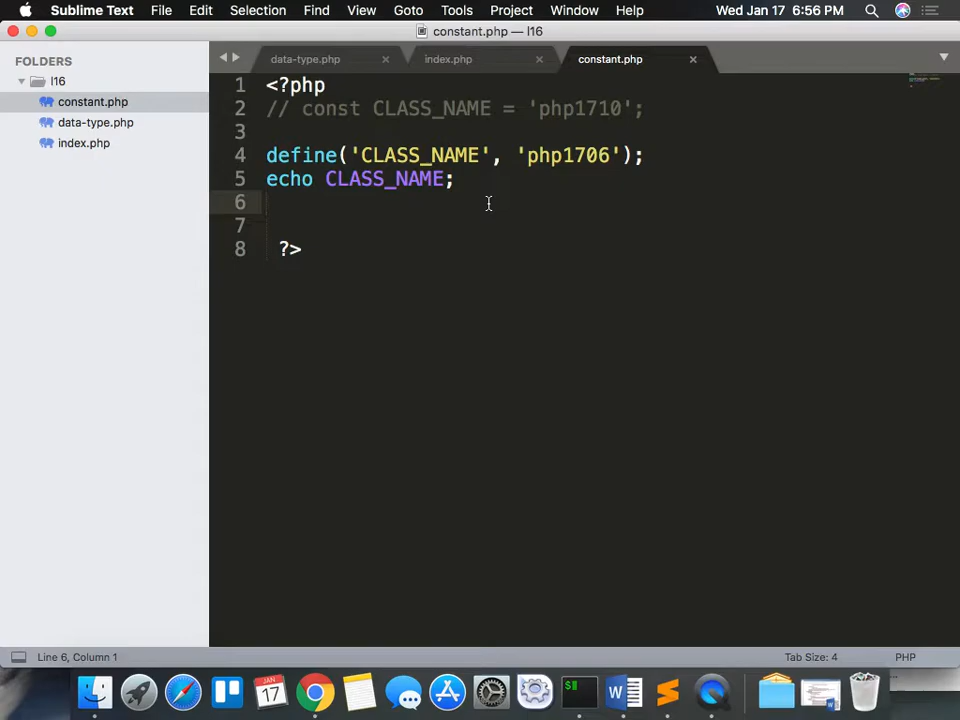 Sublime Text File Edit Selection Find View Goto Tools Project Window Help Wed Jan 17 6:56 PM
constant.php — l16
FOLDERS
l16
constant.php
data-type.php
index.php
data-type.php × index.php × constant.php ×
1 <?php
2 // const CLASS_NAME = 'php1710';
3
4 define('CLASS_NAME', 'php1706');
5 echo CLASS_NAME;
6
7
8 ?>
Line 6, Column 1 Tab Size: 4 PHP
JAN
17
$